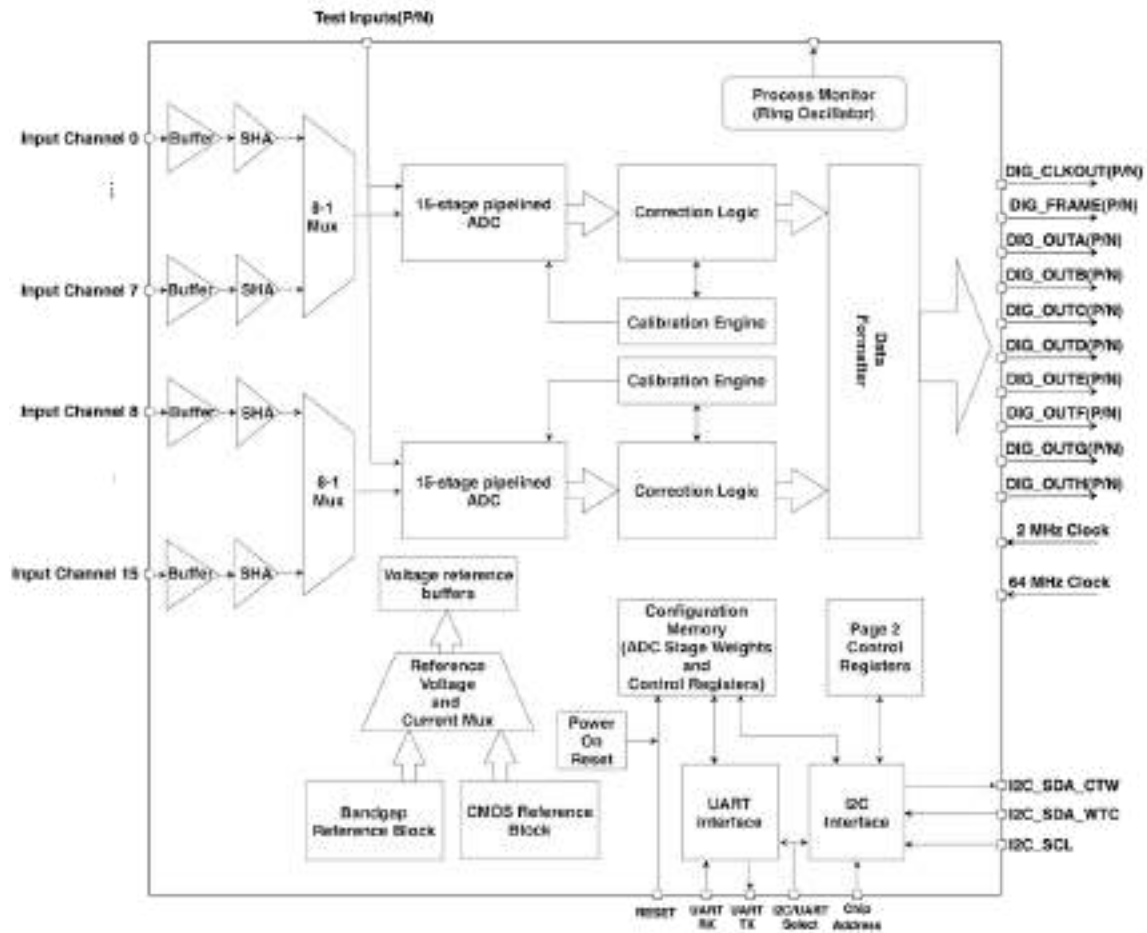 Test Inputs(P/N)
Process Monitor
(Ring Oscillator)
Input Channel 0
Buffer
SHA
8-1
Mux
15-stage pipelined
ADC
Correction Logic
Input Channel 7
Buffer
SHA
Calibration Engine
Data
Formatter
Calibration Engine
Input Channel 8
Buffer
SHA
8-1
Mux
15-stage pipelined
ADC
Correction Logic
Input Channel 15
Buffer
SHA
DIG_CLKOUT(P/N)
DIG_FRAME(P/N)
DIG_OUTA(P/N)
DIG_OUTB(P/N)
DIG_OUTC(P/N)
DIG_OUTD(P/N)
DIG_OUTE(P/N)
DIG_OUTF(P/N)
DIG_OUTG(P/N)
DIG_OUTH(P/N)
2 MHz Clock
64 MHz Clock
Voltage reference
buffers
Reference
Voltage
and
Current Mux
Bandgap
Reference Block
CMOS Reference
Block
Configuration
Memory
(ADC Stage Weights
and
Control Registers)
Page 2
Control
Registers
Power
On
Reset
UART
Interface
I2C
Interface
I2C_SDA_CTW
I2C_SDA_WTC
I2C_SCL
RESET
UART
RX
UART
TX
I2C/UART
Select
Chip
Address